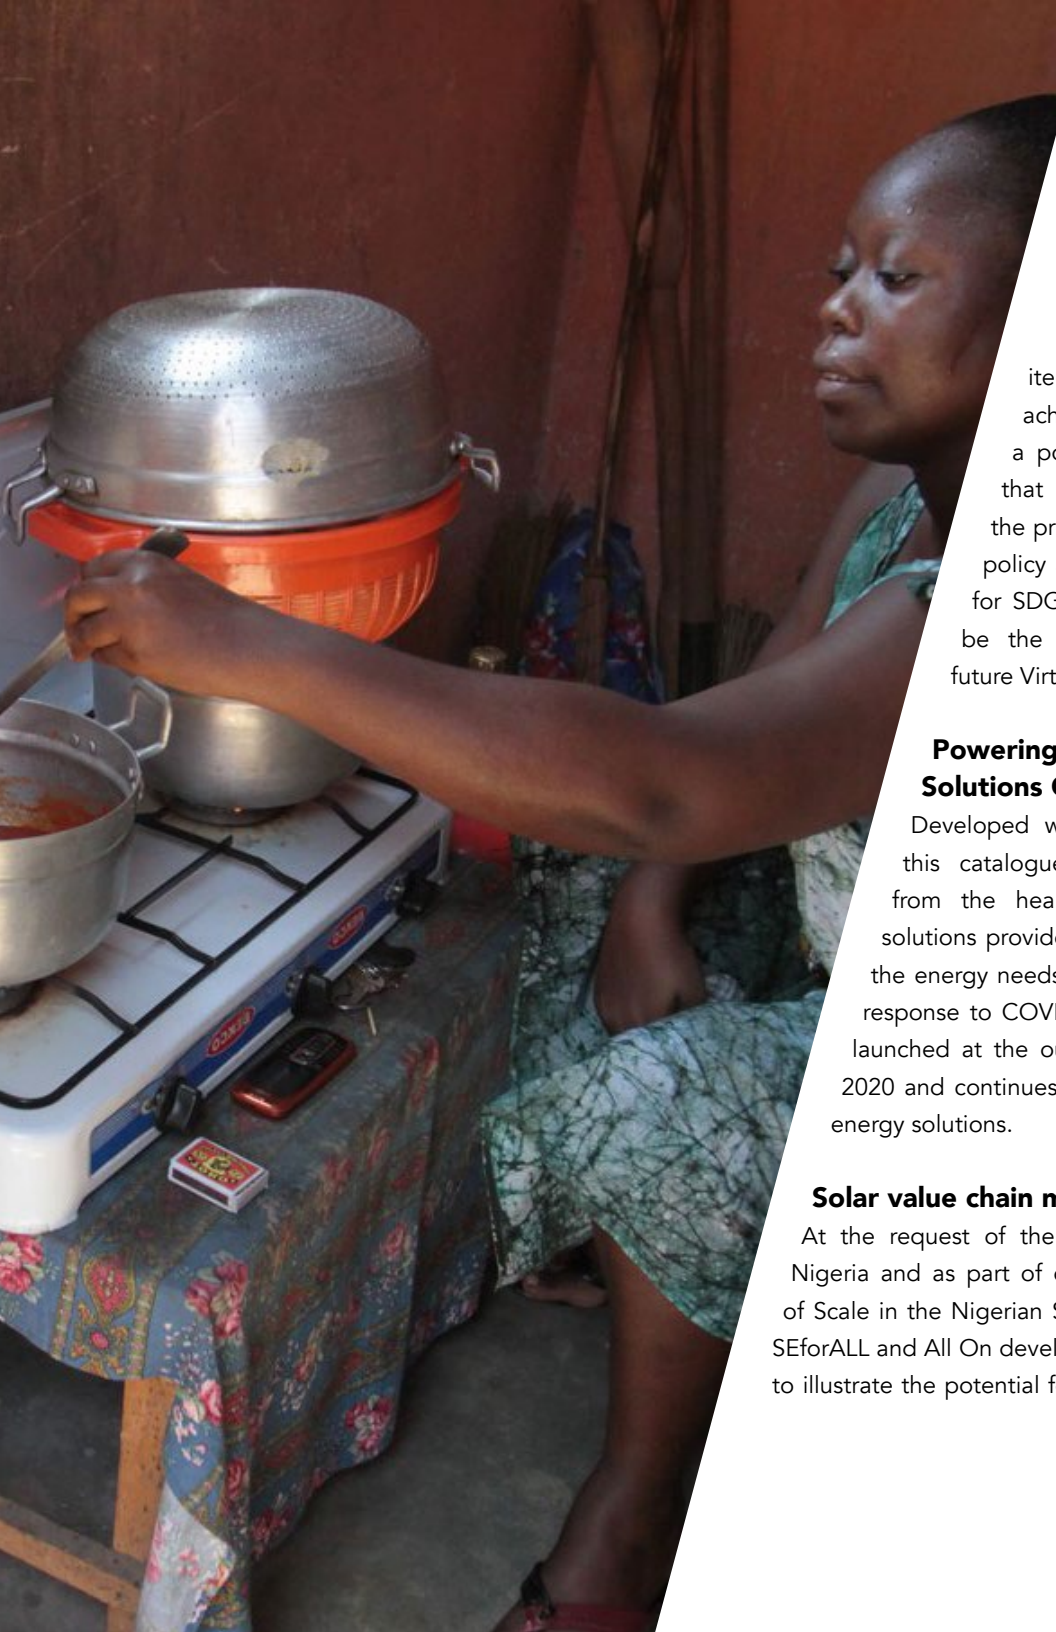 ite
ach
a po
that
the pr
policy
for SDG
be the
future Virt
Powering
Solutions
Developed w
this catalogue
from the hea
solutions provide
the energy needs
response to COVI
launched at the ou
2020 and continues
energy solutions.
Solar value chain m
At the request of the
Nigeria and as part of
of Scale in the Nigerian S
SEforALL and All On devel
to illustrate the potential f
BEKCO
BEKCO